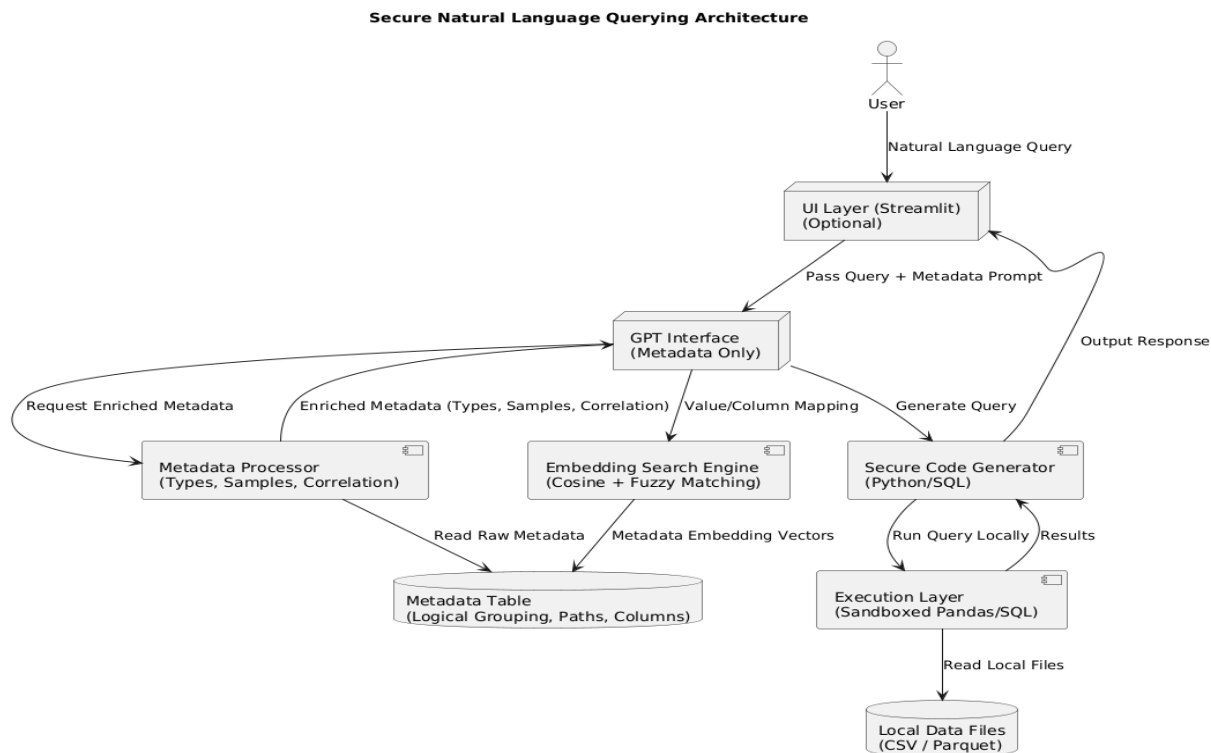 Secure Natural Language Querying Architecture
User
Natural Language Query
UI Layer (Streamlit)
(Optional)
Pass Query + Metadata Prompt
GPT Interface
(Metadata Only)
Output Response
Request Enriched Metadata
Enriched Metadata (Types, Samples, Correlation)
Value/Column Mapping
Generate Query
Metadata Processor
(Types, Samples, Correlation)
Embedding Search Engine
(Cosine + Fuzzy Matching)
Secure Code Generator
(Python/SQL)
Read Raw Metadata
Metadata Embedding Vectors
Run Query Locally
Results
Metadata Table
(Logical Grouping, Paths, Columns)
Execution Layer
(Sandboxed Pandas/SQL)
Read Local Files
Local Data Files
(CSV / Parquet)